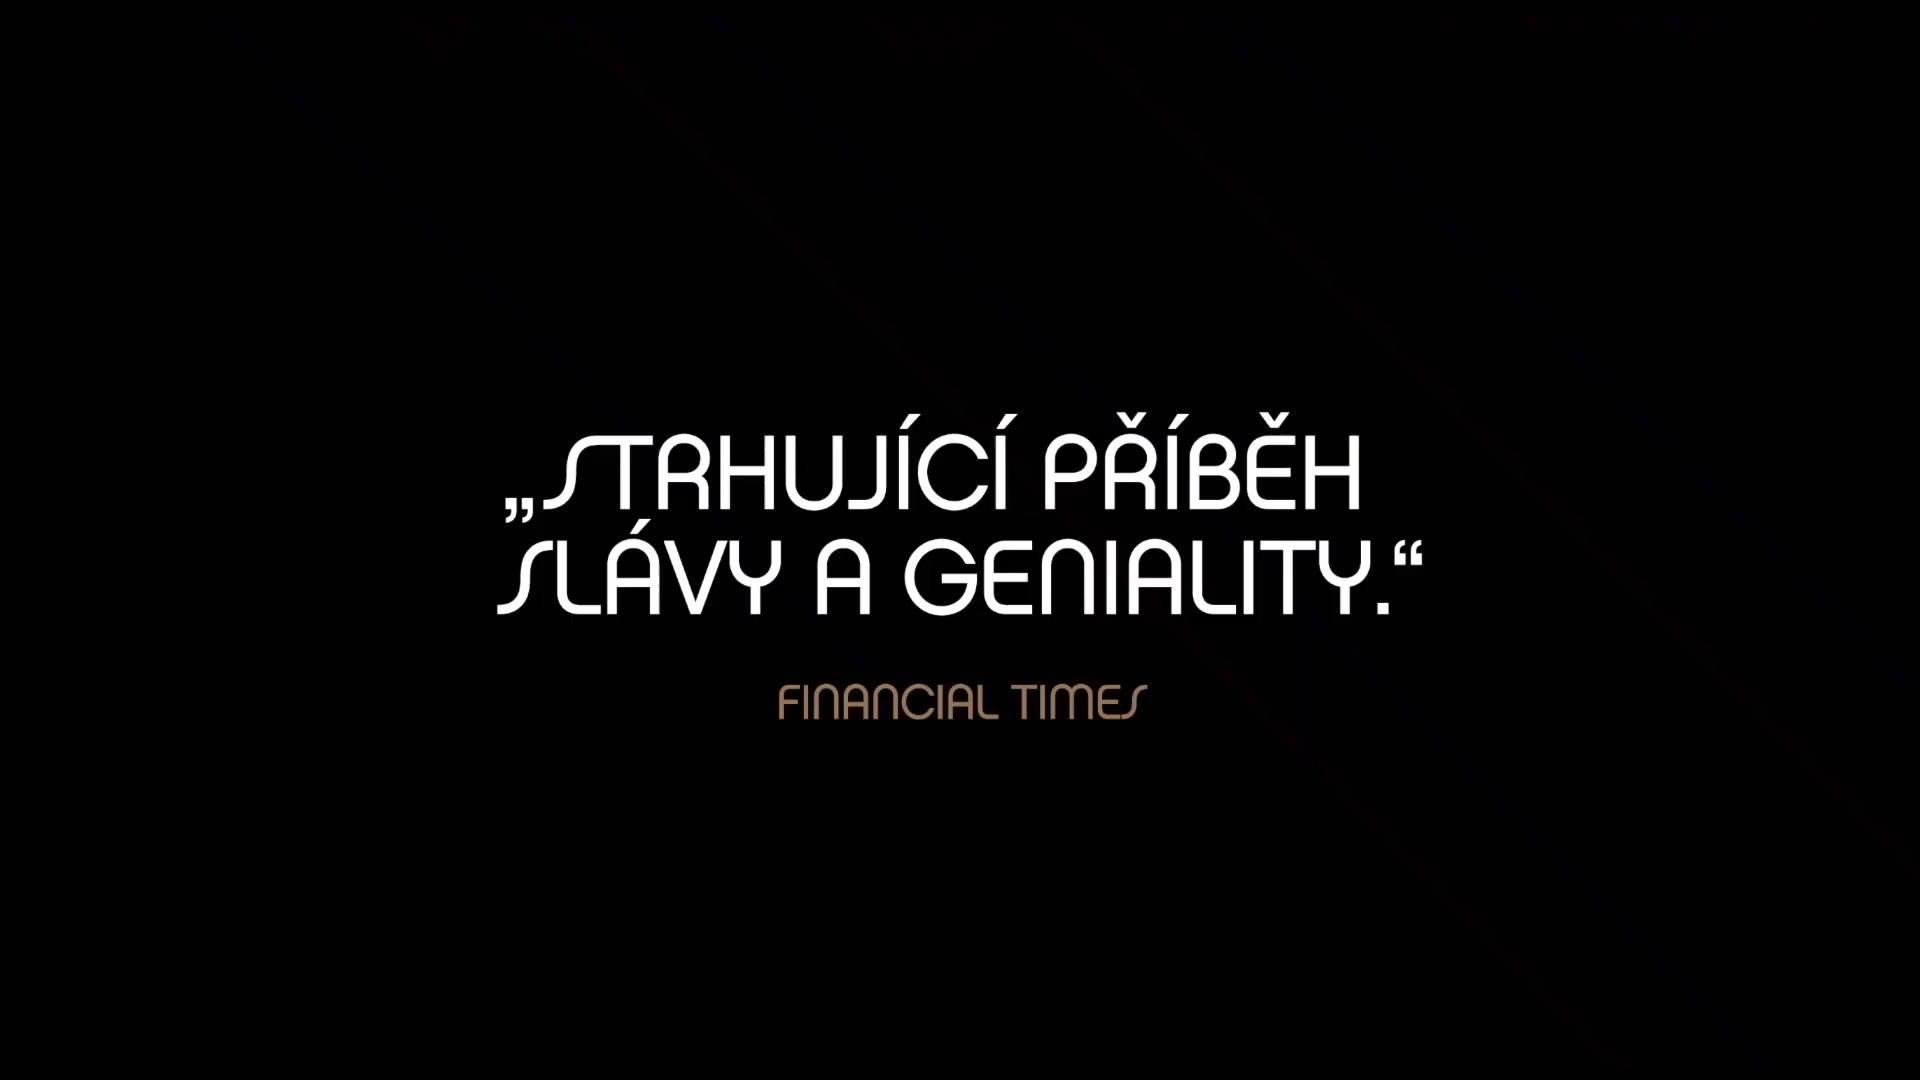 „STRHUJÍCÍ PŘÍBĚH
SLÁVY A GENIALITY.“
FINANCIAL TIMES